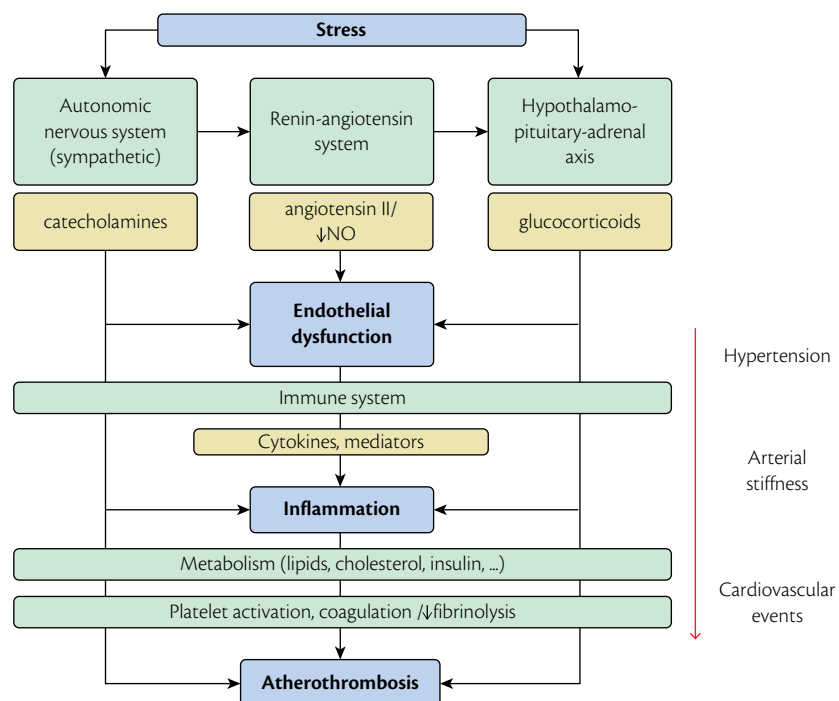 Stress
Autonomic
nervous system
(sympathetic)
Renin-angiotensin
system
Hypothalamo-
pituitary-adrenal
axis
catecholamines
angiotensin II/
↓NO
glucocorticoids
Endothelial
dysfunction
Hypertension
Immune system
Cytokines, mediators
Arterial
stiffness
Inflammation
Metabolism (lipids, cholesterol, insulin, ...)
Cardiovascular
events
Platelet activation, coagulation /↓fibrinolysis
Atherothrombosis